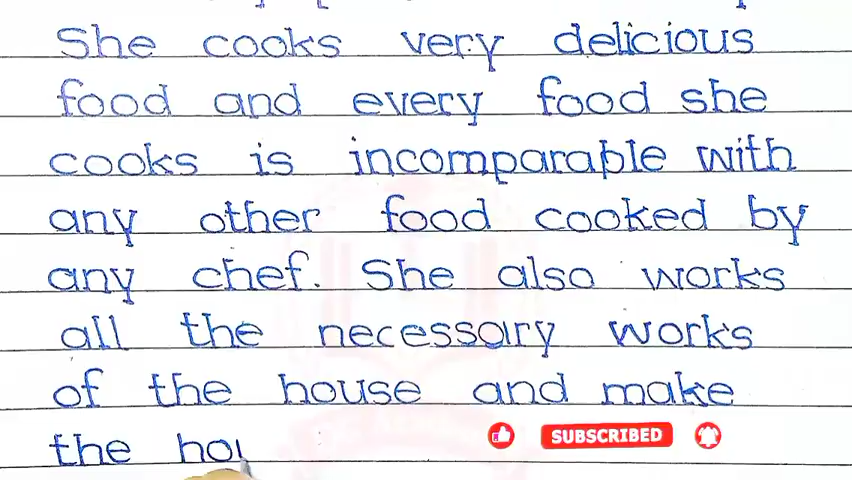 She cooks very delicious
food and every food she
cooks is incomparable with
any other food cooked by
any chef. She also works
all the necessary works
of the house and make
the
SUBSCRIBED